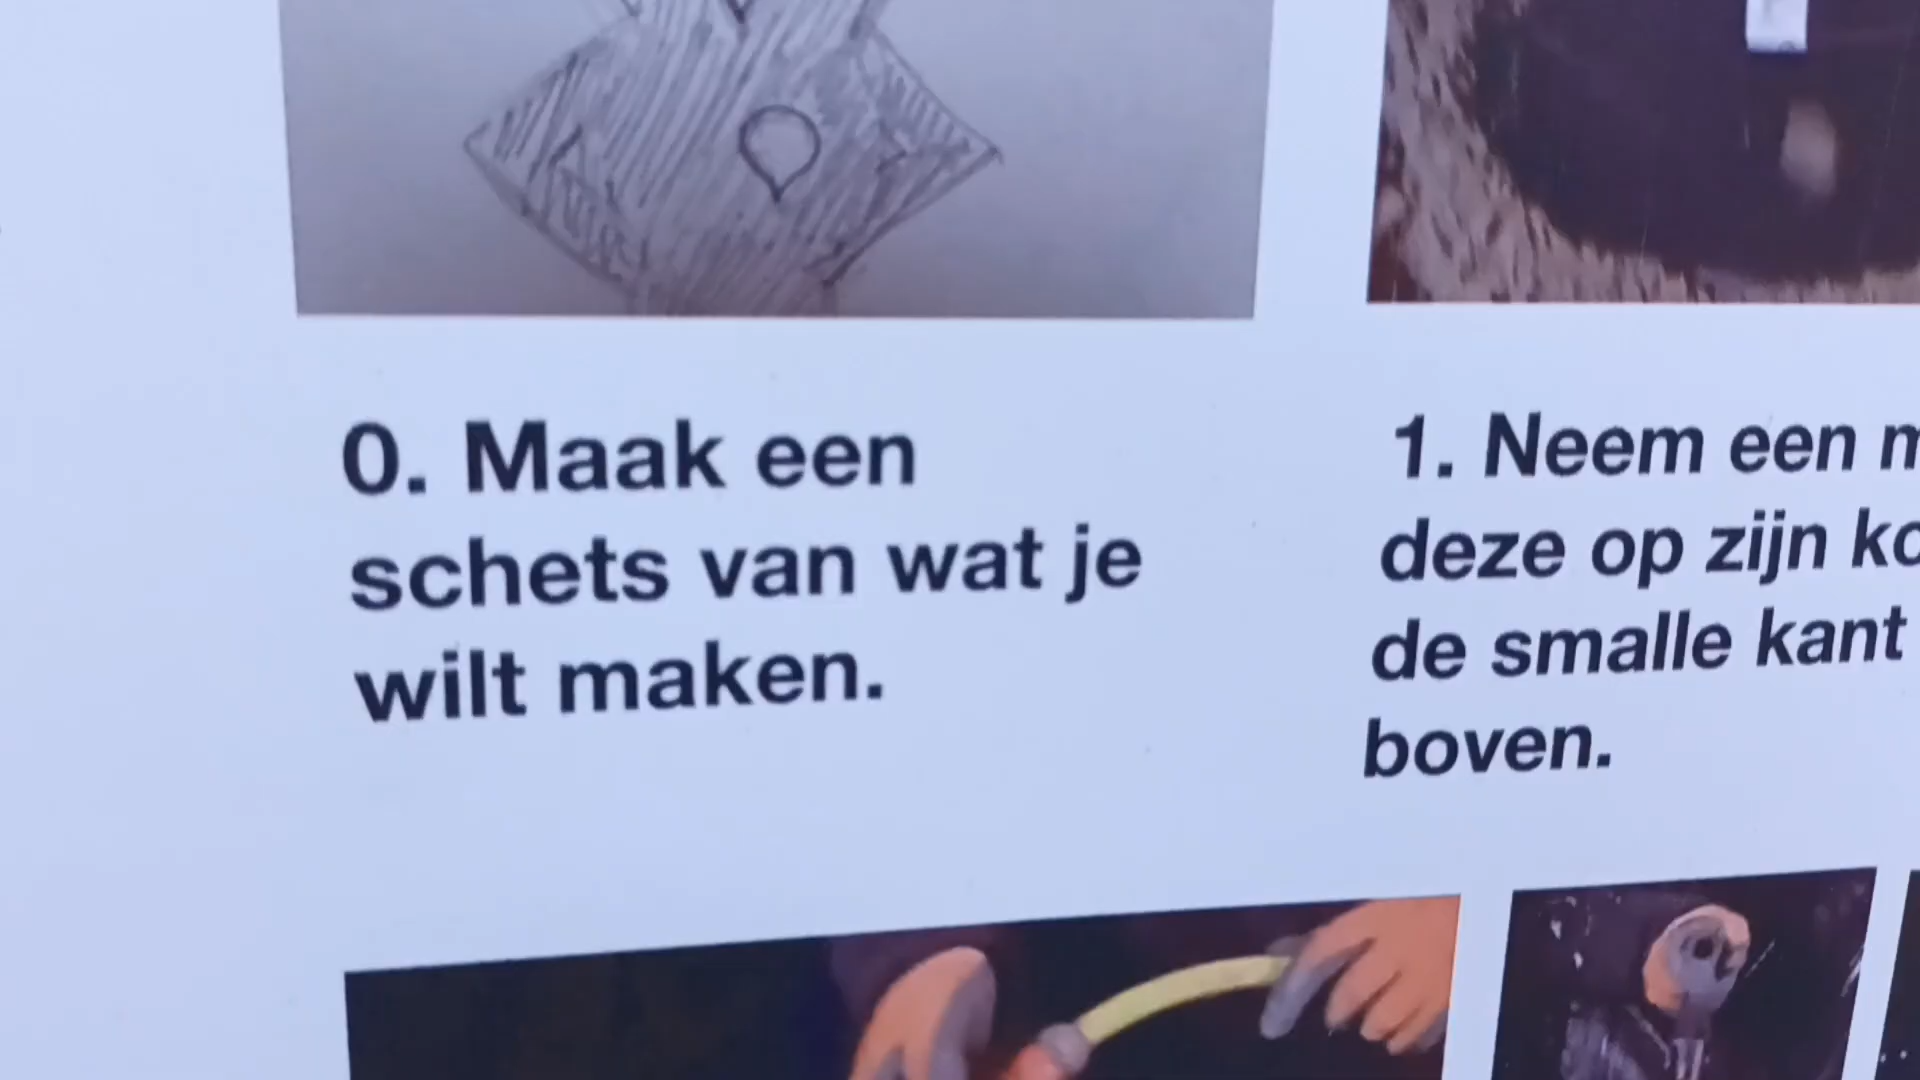 0. Maak een
schets van wat je
wilt maken.
1. Neem een
deze op zijn
de smalle kant
boven.